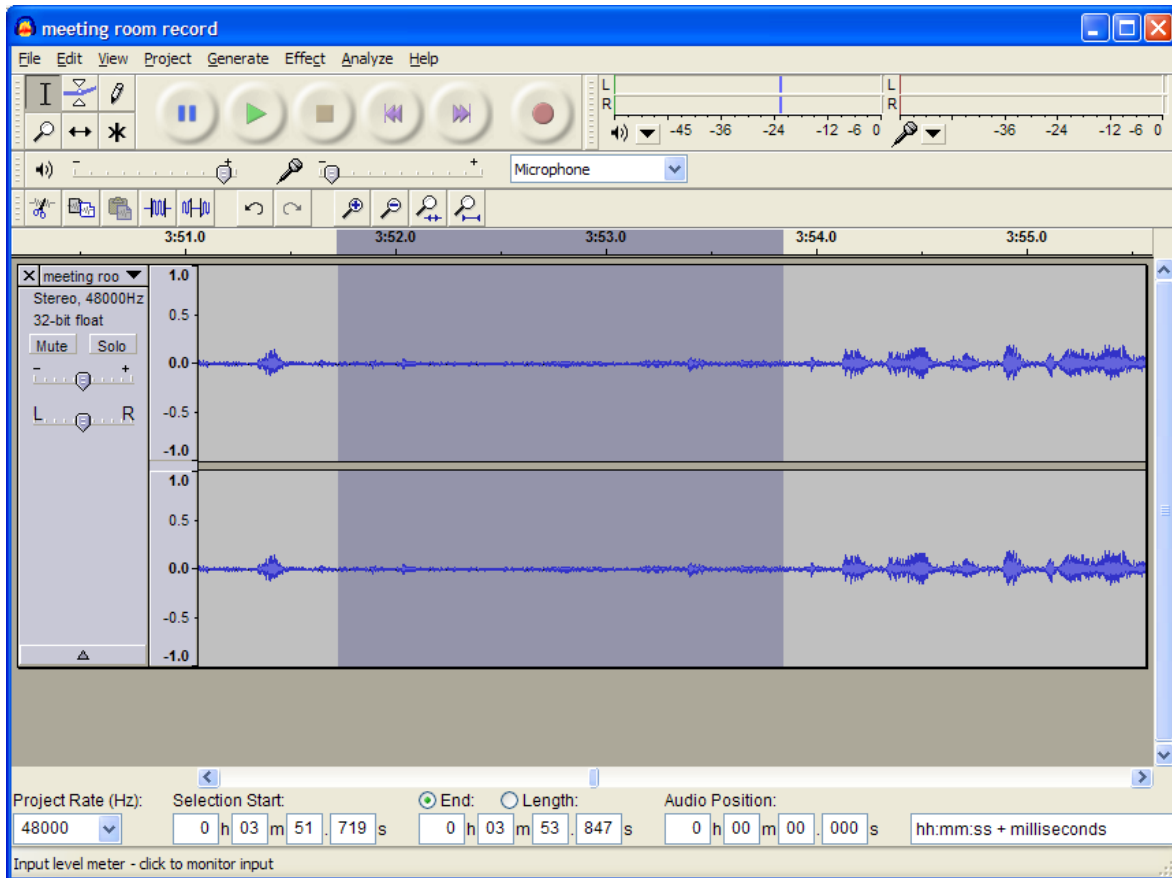 meeting room record
File Edit View Project Generate Effect Analyze Help
L
R
-45 -36 -24 -12 -6 0
L
R
-36 -24 -12 -6 0
- + - + Microphone
3:51.0 3:52.0 3:53.0 3:54.0 3:55.0
X meeting roo
Stereo, 48000Hz
32-bit float
Mute Solo
- +
L R
1.0
0.5
0.0
-0.5
-1.0
1.0
0.5
0.0
-0.5
-1.0
Project Rate (Hz): Selection Start: End: Length: Audio Position:
48000 0 h 03 m 51 . 719 s 0 h 03 m 53 . 847 s 0 h 00 m 00 . 000 s hh:mm:ss + milliseconds
Input level meter - click to monitor input